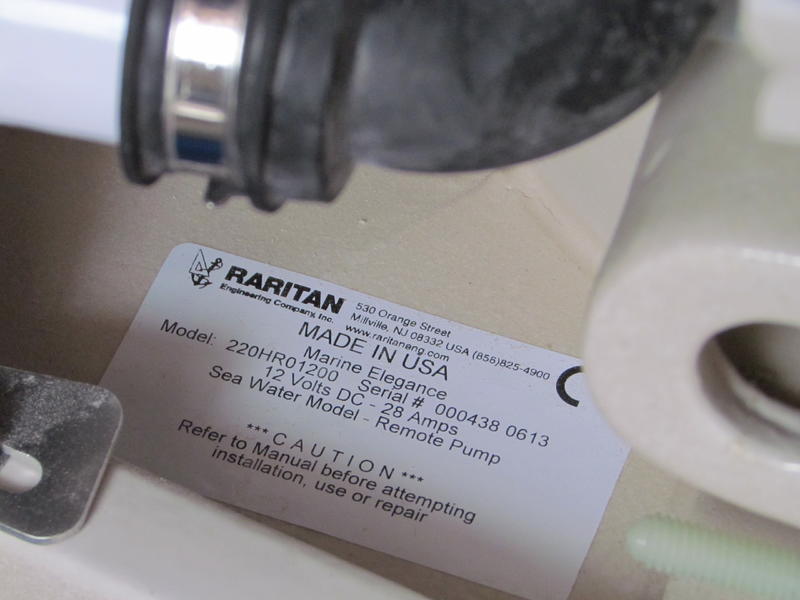 RARITAN
Engineering Company, Inc.
530 Orange Street
Millville, NJ 08332 USA (856)825-4900
www.raritaneng.com
MADE IN USA
Marine Elegance
Model: 220HR01200 Serial # 000438 0613
12 Volts DC - 28 Amps
Sea Water Model - Remote Pump
***CAUTION***
Refer to Manual before attempting
installation, use or repair